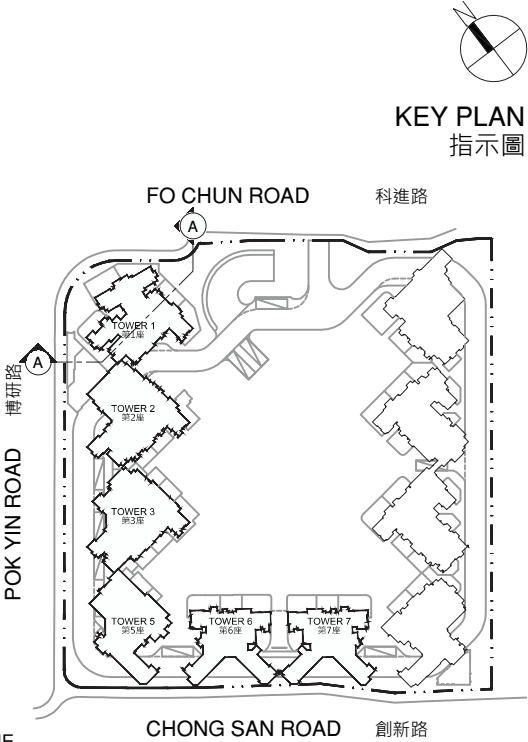 KEY PLAN
指示圖
FO CHUN ROAD 科進路
A
TOWER 1
第1座
A
博研路
POK YIN ROAD
TOWER 2
第2座
TOWER 3
第3座
TOWER 5
第5座
TOWER 6
第6座
TOWER 7
第7座
CHONG SAN ROAD 創新路